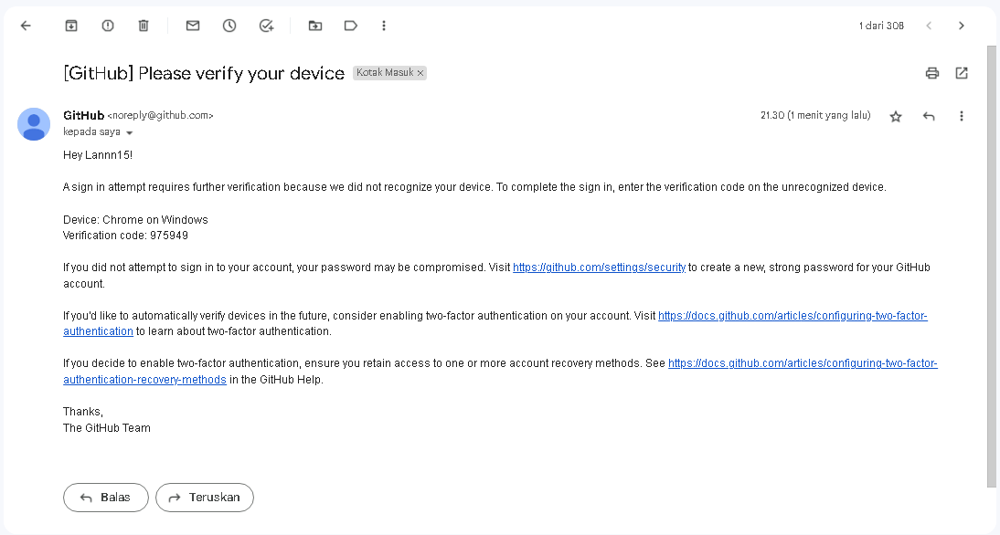 1 dari 308
[GitHub] Please verify your device Kotak Masuk ×
GitHub <noreply@github.com> 21.30 (1 menit yang lalu)
kepada saya
Hey Lannn15!
A sign in attempt requires further verification because we did not recognize your device. To complete the sign in, enter the verification code on the unrecognized device.
Device: Chrome on Windows
Verification code: 975949
If you did not attempt to sign in to your account, your password may be compromised. Visit https://github.com/settings/security to create a new, strong password for your GitHub
account.
If you'd like to automatically verify devices in the future, consider enabling two-factor authentication on your account. Visit https://docs.github.com/articles/configuring-two-factor-
authentication to learn about two-factor authentication.
If you decide to enable two-factor authentication, ensure you retain access to one or more account recovery methods. See https://docs.github.com/articles/configuring-two-factor-
authentication-recovery-methods in the GitHub Help.
Thanks,
The GitHub Team
Balas Teruskan